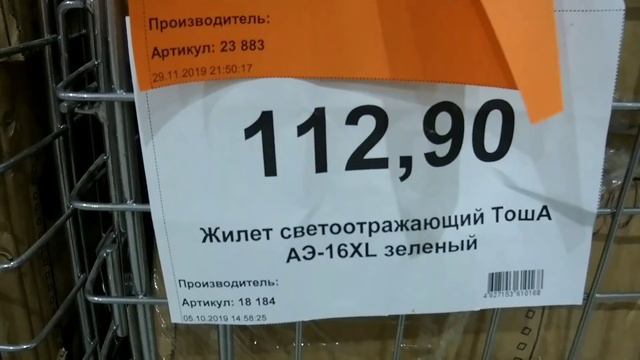 Производитель:
Артикул: 23 883
29.11.2019 21:50:17
112,90
Жилет светоотражающий ТошА
АЭ-16XL зеленый
Производитель:
Артикул: 18 184
05.10.2019 14:58:25
4627153610168